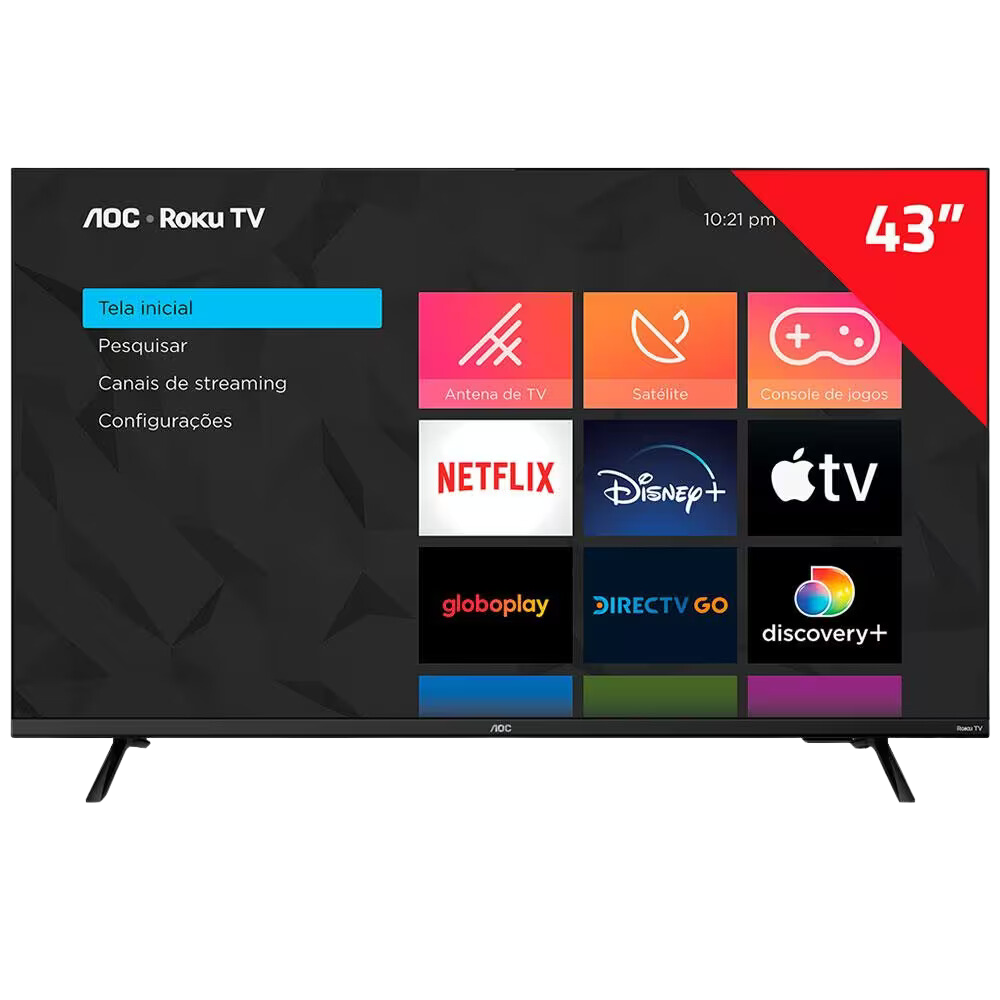 AOC • Roku TV
10:21 pm
43"
Tela inicial
Pesquisar
Canais de streaming
Configurações
Antena de TV
Satélite
Console de jogos
NETFLIX
Disney+
tv
globoplay
DIRECTV GO
discovery+
AOC
Roku TV